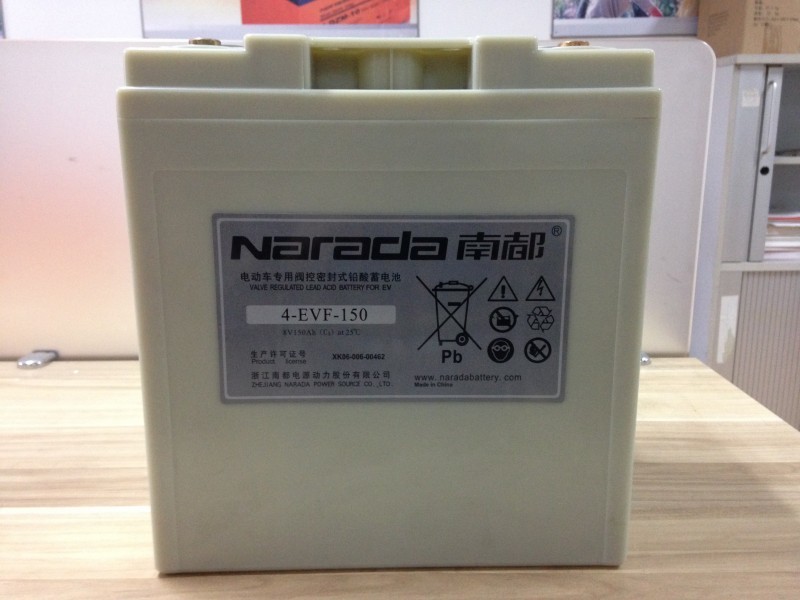 Narada 南都®
电动车专用阀控密封式铅酸蓄电池
VALVE REGULATED LEAD ACID BATTERY FOR EV
4-EVF-150
8V150Ah (C₃) at 25℃
生产许可证号
Product license XK06-006-00462
浙江南都电源动力股份有限公司
ZHEJIANG NARADA POWER SOURCE CO .,LTD
Pb
www. naradabattery. com
Made in China